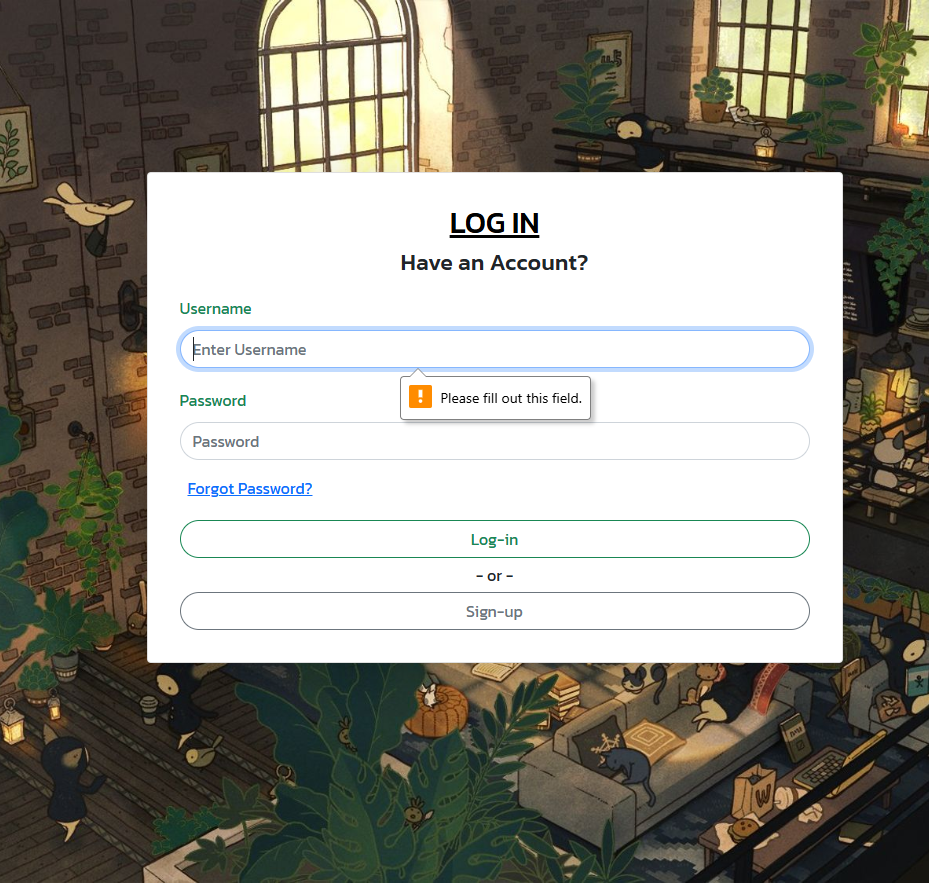 LOG IN
Have an Account?
Username
Enter Username
Please fill out this field.
Password
Password
Forgot Password?
Log-in
- or -
Sign-up
W